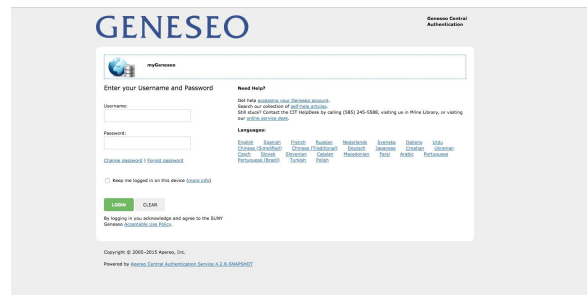 GENESEO
Geneseo Central
Authentication
myGeneseo
Enter your Username and Password
Username:
Password:
Change password | Forgot password
Keep me logged in on this device (more info)
LOGIN CLEAR
By logging in you acknowledge and agree to the SUNY
Geneseo Acceptable Use Policy.
Need Help?
Get help accessing your Geneseo account.
Search our collection of self-help articles.
Still stuck? Contact the CIT HelpDesk by calling (585) 245-5588, visiting us in Milne Library, or visiting
our online service desk.
Languages:
English Spanish French Russian Nederlands Svenska Italiano Urdu
Chinese (Simplified) Chinese (Traditional) Deutsch Japanese Croatian Ukranian
Czech Slovak Slovenian Catalan Macedonian Farsi Arabic Portuguese
Portuguese (Brazil) Turkish Polish
Copyright © 2005–2015 Apereo, Inc.
Powered by Apereo Central Authentication Service 4.2.0-SNAPSHOT